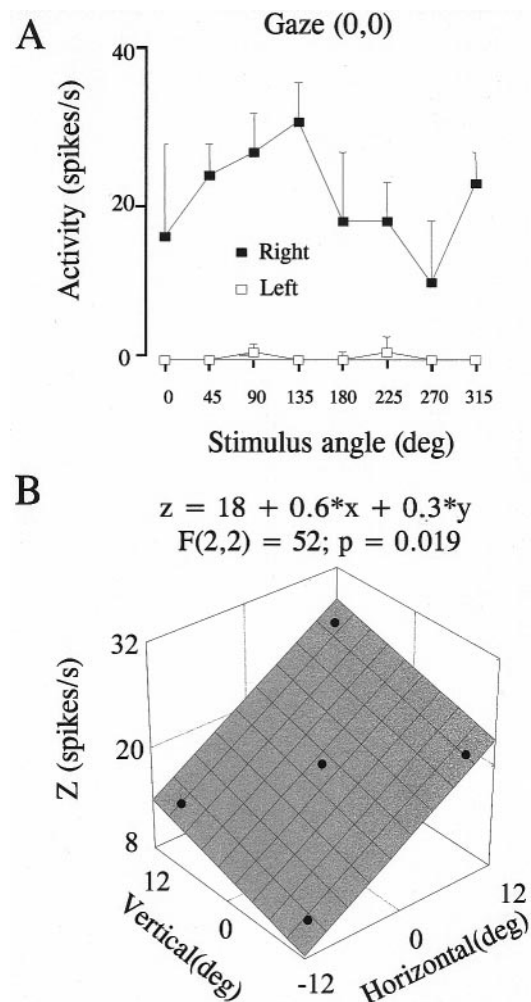 A
Gaze (0,0)
40
20
0
Activity (spikes/s)
Right
Left
0 45 90 135 180 225 270 315
Stimulus angle (deg)
B
z = 18 + 0.6*x + 0.3*y
F(2,2) = 52; p = 0.019
32
20
8
Z (spikes/s)
12
0
-12
Vertical(deg)
12
0
Horizontal(deg)